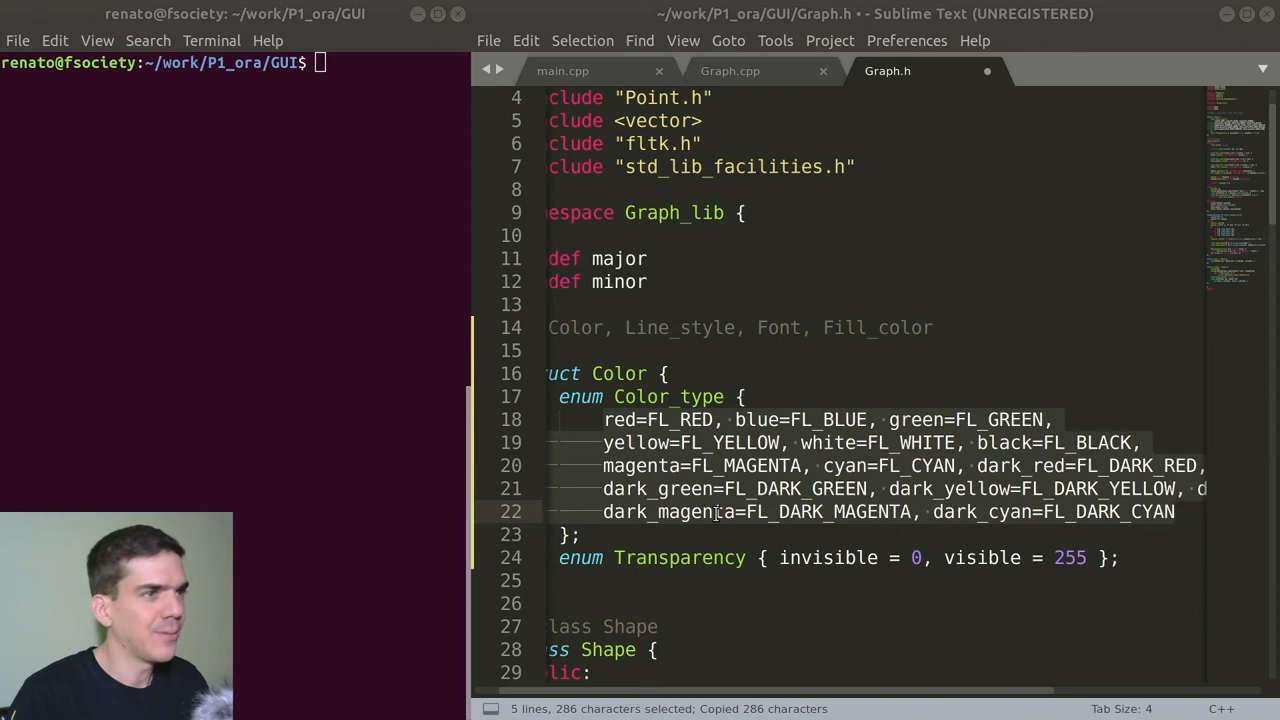 renato@fsociety: ~/work/P1_ora/GUI
File Edit View Search Terminal Help
renato@fsociety:~/work/P1_ora/GUI$
~/work/P1_ora/GUI/Graph.h • - Sublime Text (UNREGISTERED)
File Edit Selection Find View Goto Tools Project Preferences Help
main.cpp × Graph.cpp × Graph.h
4 clude "Point.h"
5 clude <vector>
6 clude "fltk.h"
7 clude "std_lib_facilities.h"
8
9 espace Graph_lib {
10
11 def major
12 def minor
13
14 Color, Line_style, Font, Fill_color
15
16 uct Color {
17 enum Color_type {
18 red=FL_RED, blue=FL_BLUE, green=FL_GREEN,
19 yellow=FL_YELLOW, white=FL_WHITE, black=FL_BLACK,
20 magenta=FL_MAGENTA, cyan=FL_CYAN, dark_red=FL_DARK_RED,
21 dark_green=FL_DARK_GREEN, dark_yellow=FL_DARK_YELLOW, d
22 dark_magenta=FL_DARK_MAGENTA, dark_cyan=FL_DARK_CYAN
23 };
24 enum Transparency { invisible = 0, visible = 255 };
25
26
27 lass Shape
28 ss Shape {
29 lic:
5 lines, 286 characters selected; Copied 286 characters Tab Size: 4 C++